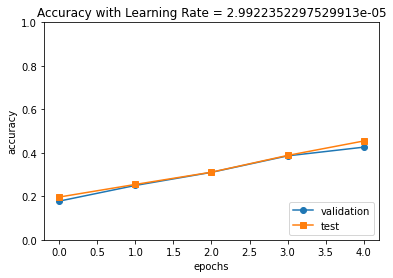 Accuracy with Learning Rate = 2.9922352297529913e-05
1.0
0.8
0.6
0.4
0.2
0.0
accuracy
validation
test
0.0 0.5 1.0 1.5 2.0 2.5 3.0 3.5 4.0
epochs